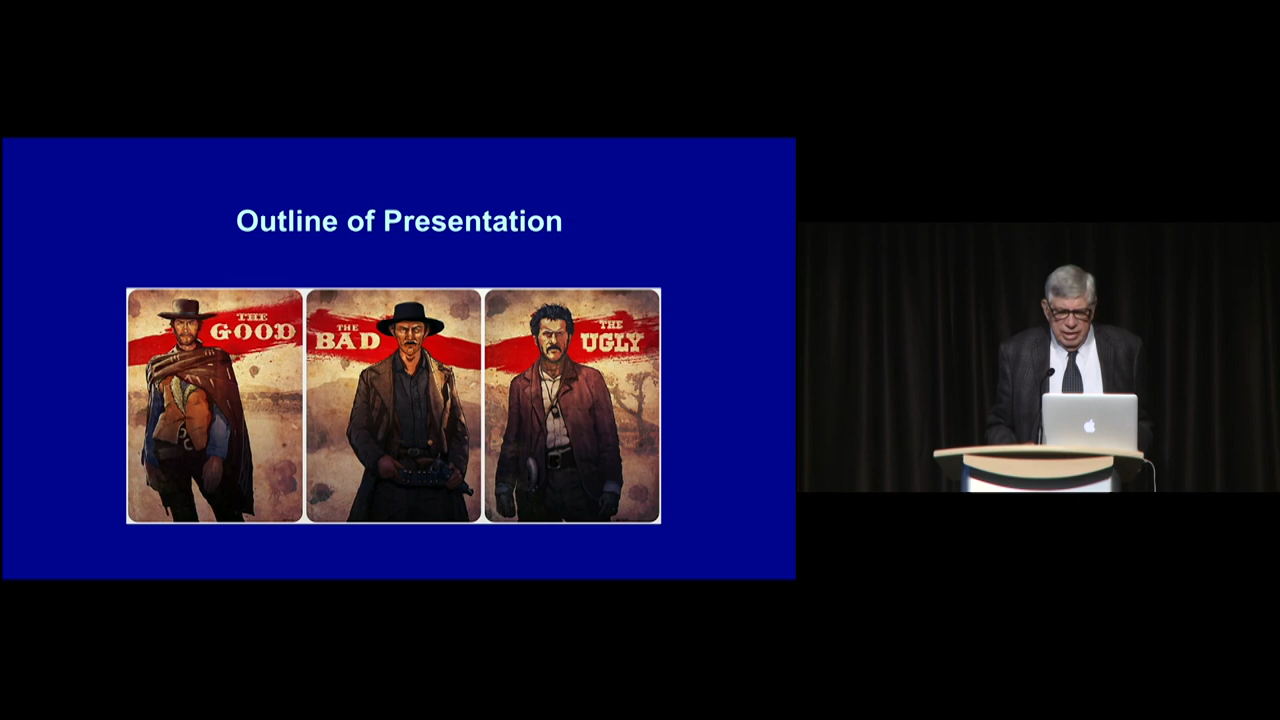 Outline of Presentation
THE
GOOD
THE
BAD
THE
UGLY